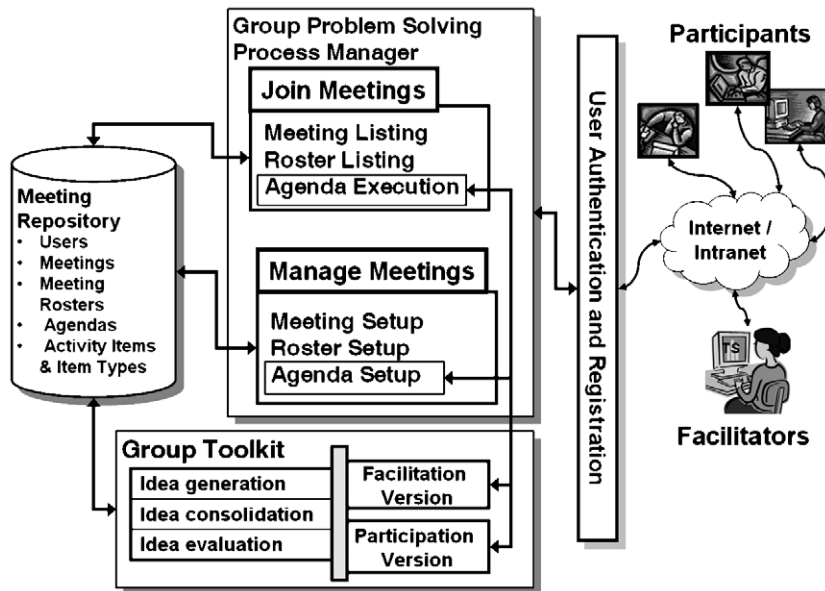 Group Problem Solving
Process Manager
Join Meetings
Meeting Listing
Roster Listing
Agenda Execution
Manage Meetings
Meeting Setup
Roster Setup
Agenda Setup
Meeting
Repository
• Users
• Meetings
• Meeting
Rosters
• Agendas
• Activity Items
& Item Types
Group Toolkit
Idea generation
Idea consolidation
Idea evaluation
Facilitation
Version
Participation
Version
User Authentication and Registration
Participants
Internet /
Intranet
TS
Facilitators